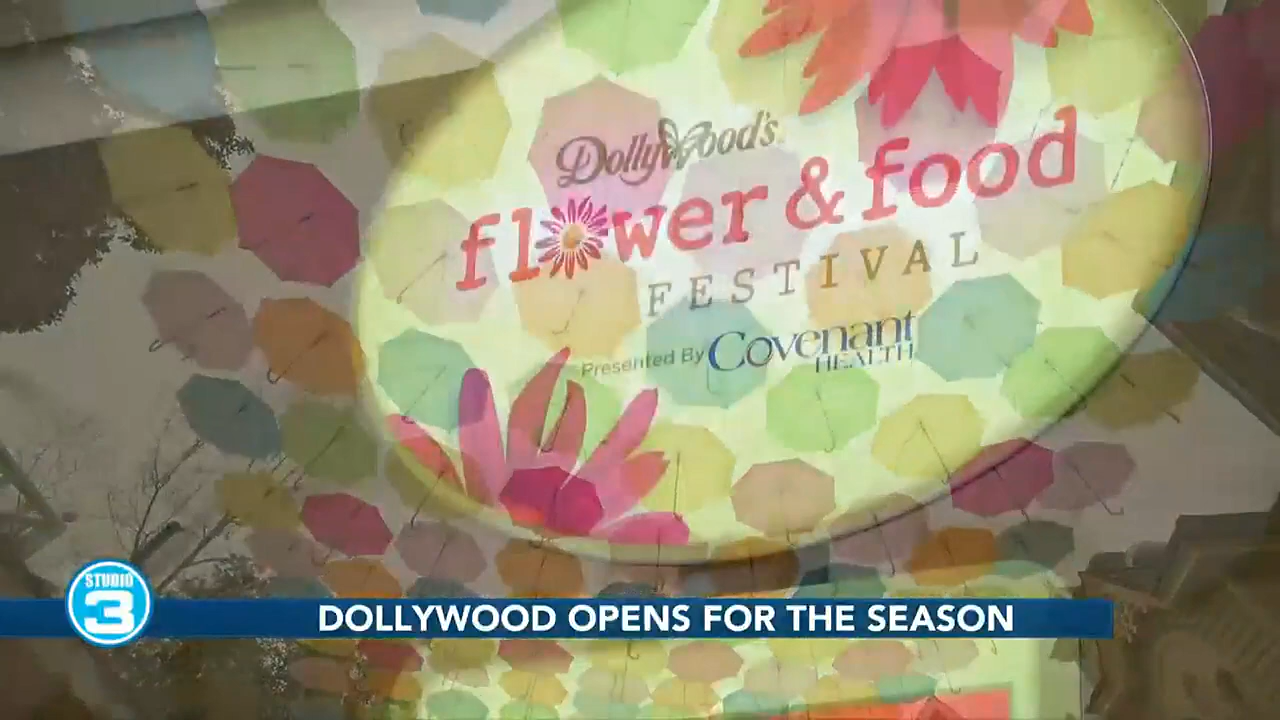 Dollywood's
flower & food
FESTIVAL
Presented By Covenant
HEALTH
STUDIO
3
DOLLYWOOD OPENS FOR THE SEASON